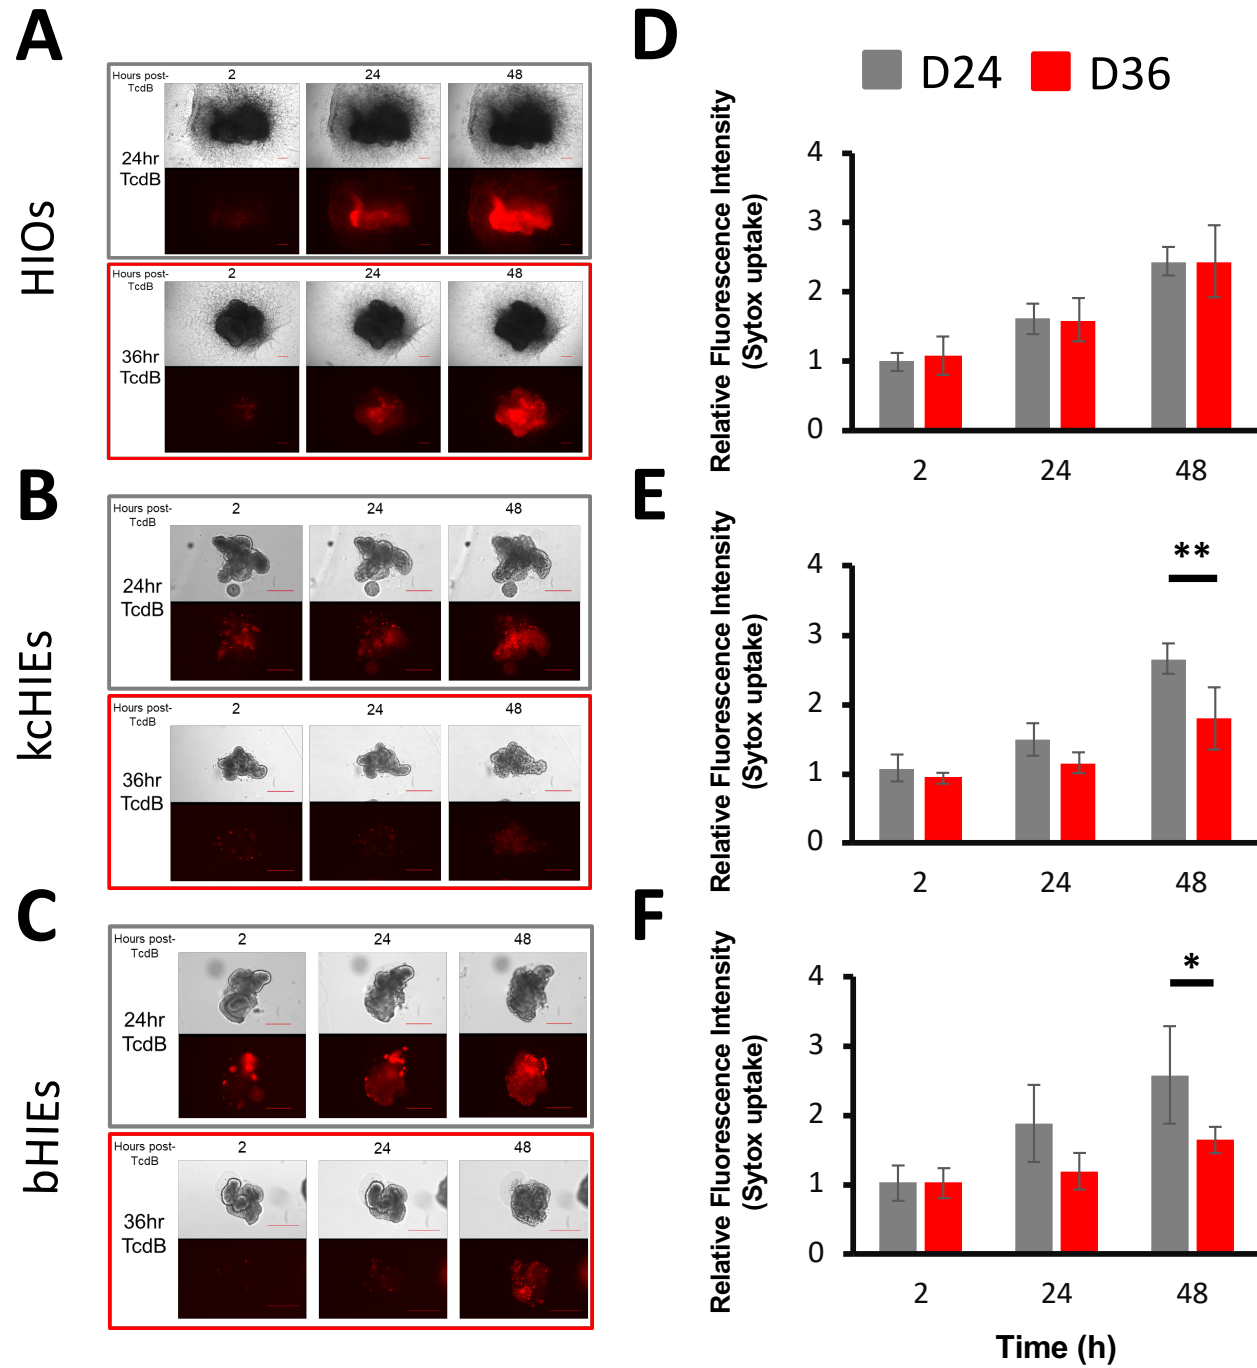 A
HIOs
Hours post-
TcdB
2
24
48
24hr
TcdB
Hours post-
TcdB
2
24
48
36hr
TcdB
B
kcHIEs
Hours post-
TcdB
2
24
48
24hr
TcdB
Hours post-
TcdB
2
24
48
36hr
TcdB
C
bHIEs
Hours post-
TcdB
2
24
48
24hr
TcdB
Hours post-
TcdB
2
24
48
36hr
TcdB
D
D24 D36
Relative Fluorescence Intensity
(Sytox uptake)
4
3
2
1
0
2 24 48
E
Relative Fluorescence Intensity
(Sytox uptake)
**
4
3
2
1
0
2 24 48
F
Relative Fluorescence Intensity
(Sytox uptake)
*
4
3
2
1
0
2 24 48
Time (h)